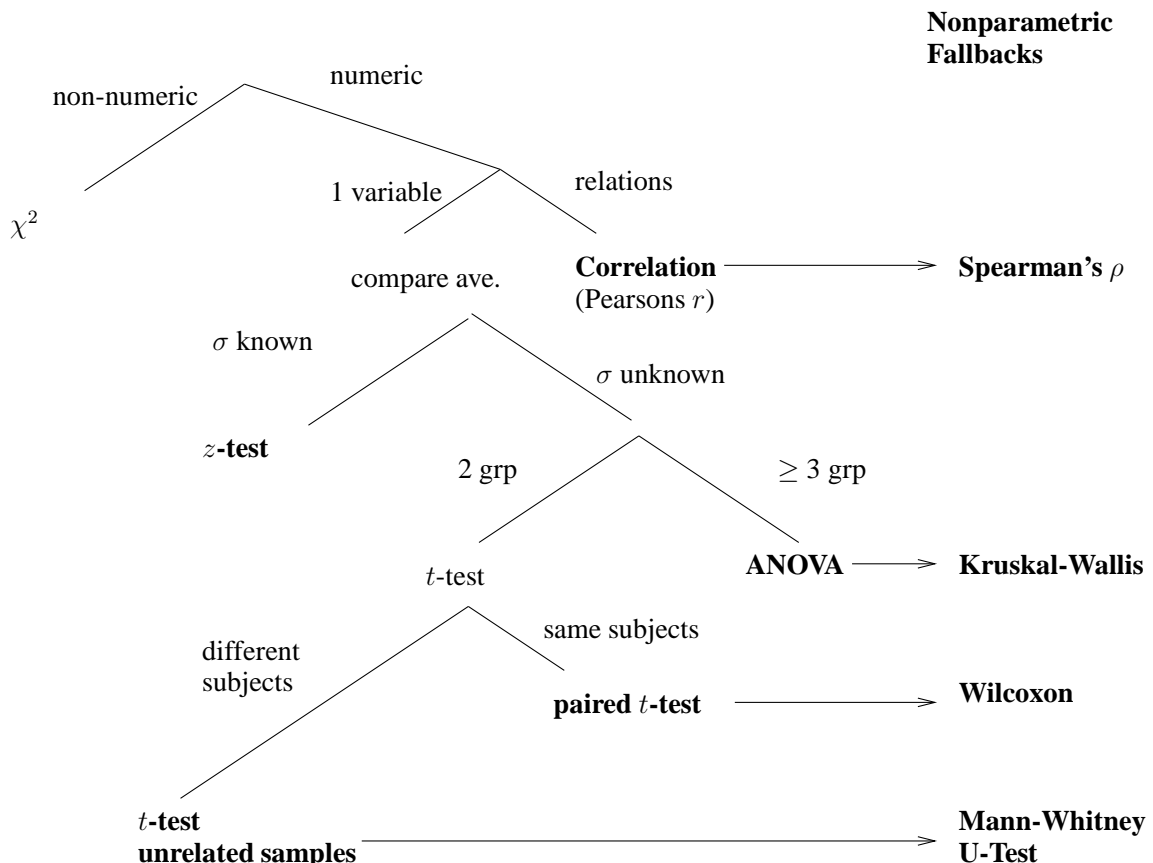 Nonparametric
Fallbacks
numeric
non-numeric
1 variable
relations
χ²
compare ave.
Correlation
(Pearsons r)
Spearman's ρ
σ known
σ unknown
z-test
2 grp
≥ 3 grp
t-test
ANOVA
Kruskal-Wallis
same subjects
different
subjects
paired t-test
Wilcoxon
t-test
unrelated samples
Mann-Whitney
U-Test